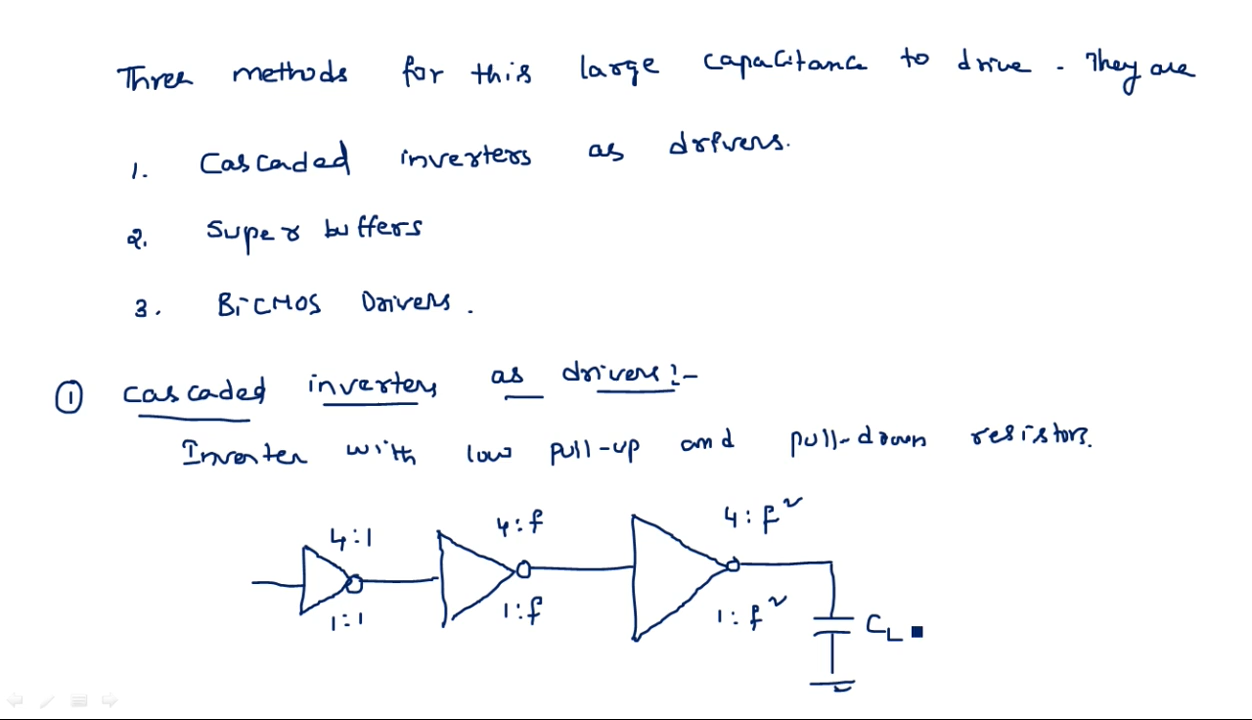 Three methods for this large capacitance to drive. They are
1. Cascaded inverters as drivers.
2. Super buffers
3. BiCMOS Drivers.
① cascaded inverters as drivers:-
Inverter with low pull-up and pull-down resistors.
4:1 4:f 4:f²
1:1 1:f 1:f²
CL